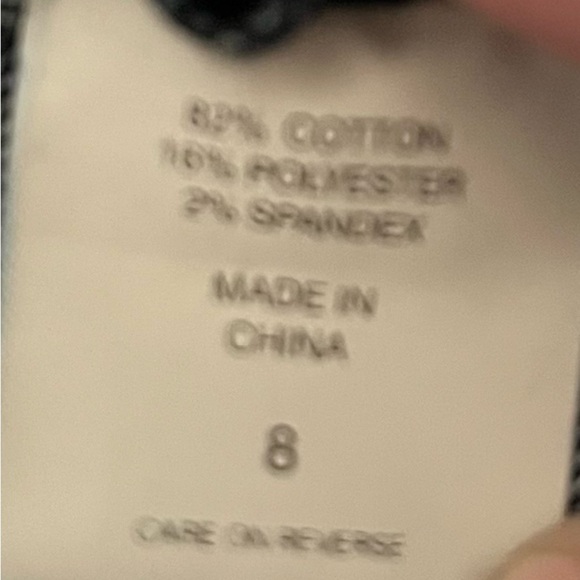 82% COTTON
16% POLYESTER
2% SPANDEX
MADE IN
CHINA
8
CARE ON REVERSE